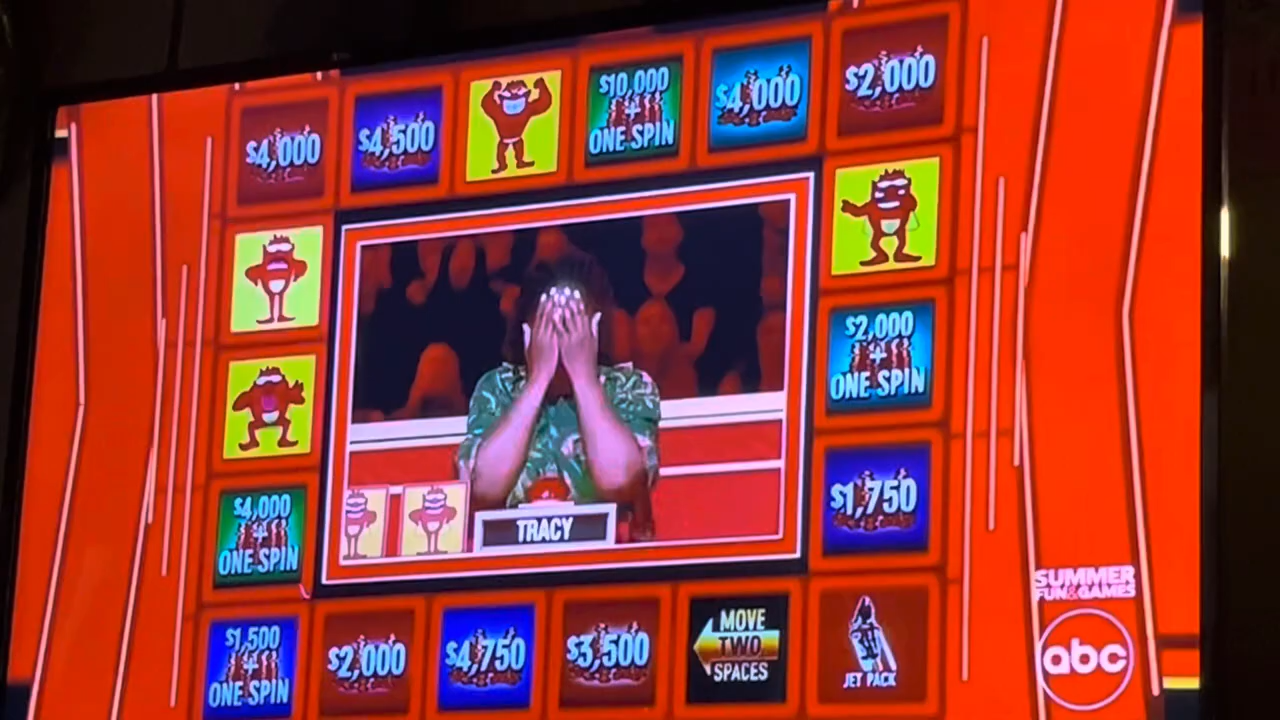 $4,000
$4,500
$10,000
+
ONE SPIN
$4,000
$2,000
$2,000
+
ONE SPIN
$1,750
$4,000
+
ONE SPIN
TRACY
SUMMER
FUN&GAMES
abc
$1,500
+
ONE SPIN
$2,000
$4,750
$3,500
MOVE
TWO
SPACES
JET PACK